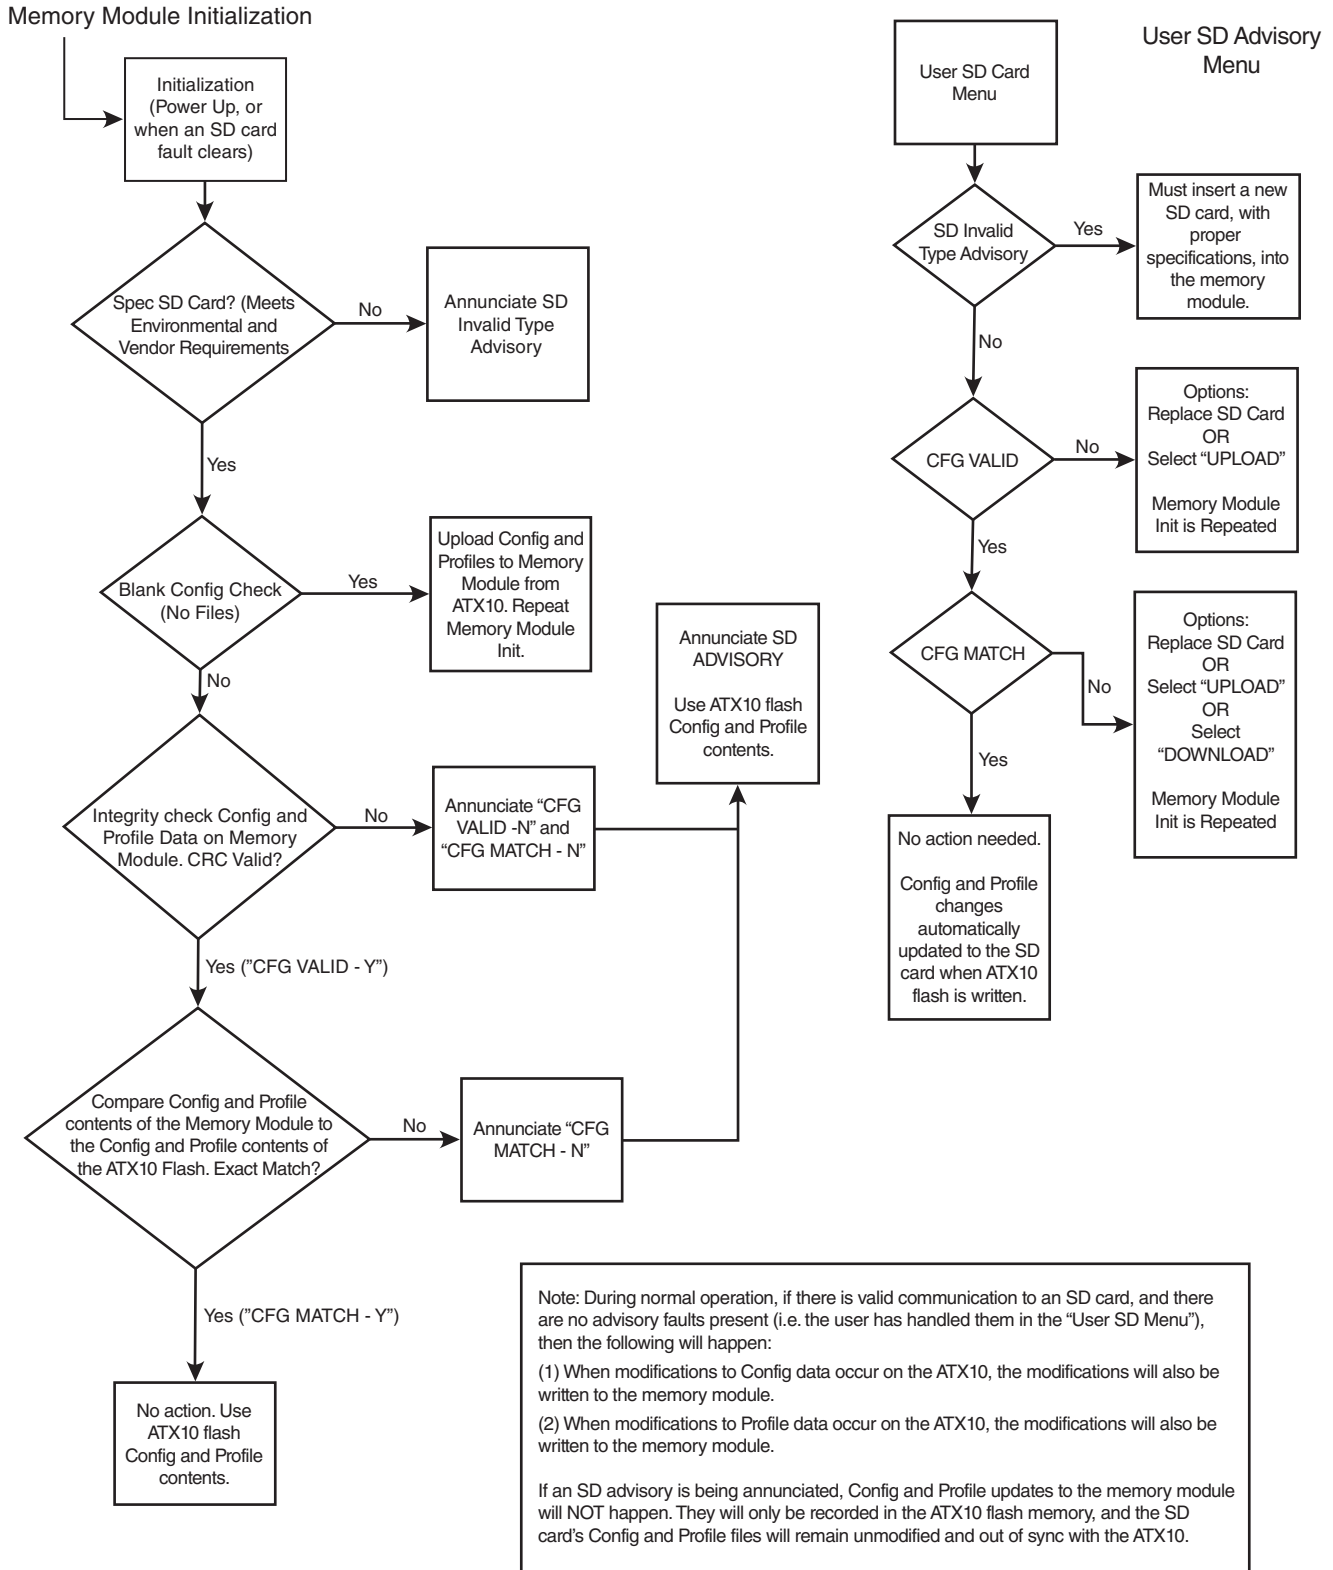 Memory Module Initialization
Initialization
(Power Up, or
when an SD card
fault clears)
Spec SD Card? (Meets
Environmental and
Vendor Requirements
No
Annunciate SD
Invalid Type
Advisory
Yes
Blank Config Check
(No Files)
Yes
Upload Config and
Profiles to Memory
Module from
ATX10. Repeat
Memory Module
Init.
No
Integrity check Config and
Profile Data on Memory
Module. CRC Valid?
No
Annunciate “CFG
VALID -N” and
“CFG MATCH - N”
Annunciate SD
ADVISORY
Use ATX10 flash
Config and Profile
contents.
Yes (”CFG VALID - Y”)
Compare Config and Profile
contents of the Memory Module to
the Config and Profile contents of
the ATX10 Flash. Exact Match?
No
Annunciate “CFG
MATCH - N”
Yes (”CFG MATCH - Y”)
No action. Use
ATX10 flash
Config and Profile
contents.
User SD Advisory
Menu
User SD Card
Menu
SD Invalid
Type Advisory
Yes
Must insert a new
SD card, with
proper
specifications, into
the memory
module.
No
CFG VALID
No
Options:
Replace SD Card
OR
Select “UPLOAD”
Memory Module
Init is Repeated
Yes
CFG MATCH
No
Options:
Replace SD Card
OR
Select “UPLOAD”
OR
Select
“DOWNLOAD”
Memory Module
Init is Repeated
Yes
No action needed.
Config and Profile
changes
automatically
updated to the SD
card when ATX10
flash is written.
Note: During normal operation, if there is valid communication to an SD card, and there
are no advisory faults present (i.e. the user has handled them in the “User SD Menu”),
then the following will happen:
(1) When modifications to Config data occur on the ATX10, the modifications will also be
written to the memory module.
(2) When modifications to Profile data occur on the ATX10, the modifications will also be
written to the memory module.
If an SD advisory is being annunciated, Config and Profile updates to the memory module
will NOT happen. They will only be recorded in the ATX10 flash memory, and the SD
card’s Config and Profile files will remain unmodified and out of sync with the ATX10.